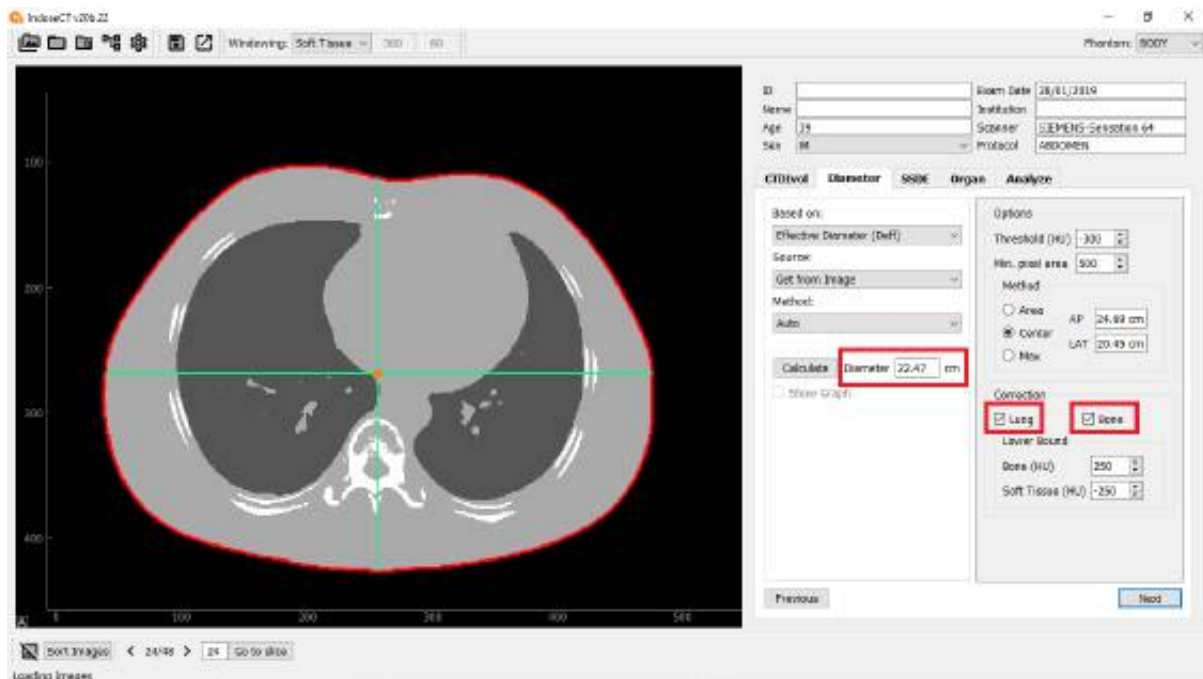 IndoseCT v20b.22
Windowing: Soft Tissue 60 Phantom: BODY
ID Exam Date 28/01/2019
Name Institution
Age 39 Scanner SIEMENS-Sensation 64
Sex M Protocol ABDOMEN
CTDIvol Diameter SSDE Organ Analyze
Based on: Options
Effective Diameter (Deff) Threshold (HU) -300
Source: Min. pixel area 500
Get from Image Method
Method: Area AP 24.69 cm
Auto Center LAT 20.45 cm
Max
Calculate Diameter 22.47 cm
Show Graph Correction
Lung Bone
Lower Bound
Bone (HU) 250
Soft Tissue (HU) -250
100
200
300
400
0 100 200 300 400 500
Previous Next
Sort Images 24/48 24 Go to slice
Loading Images